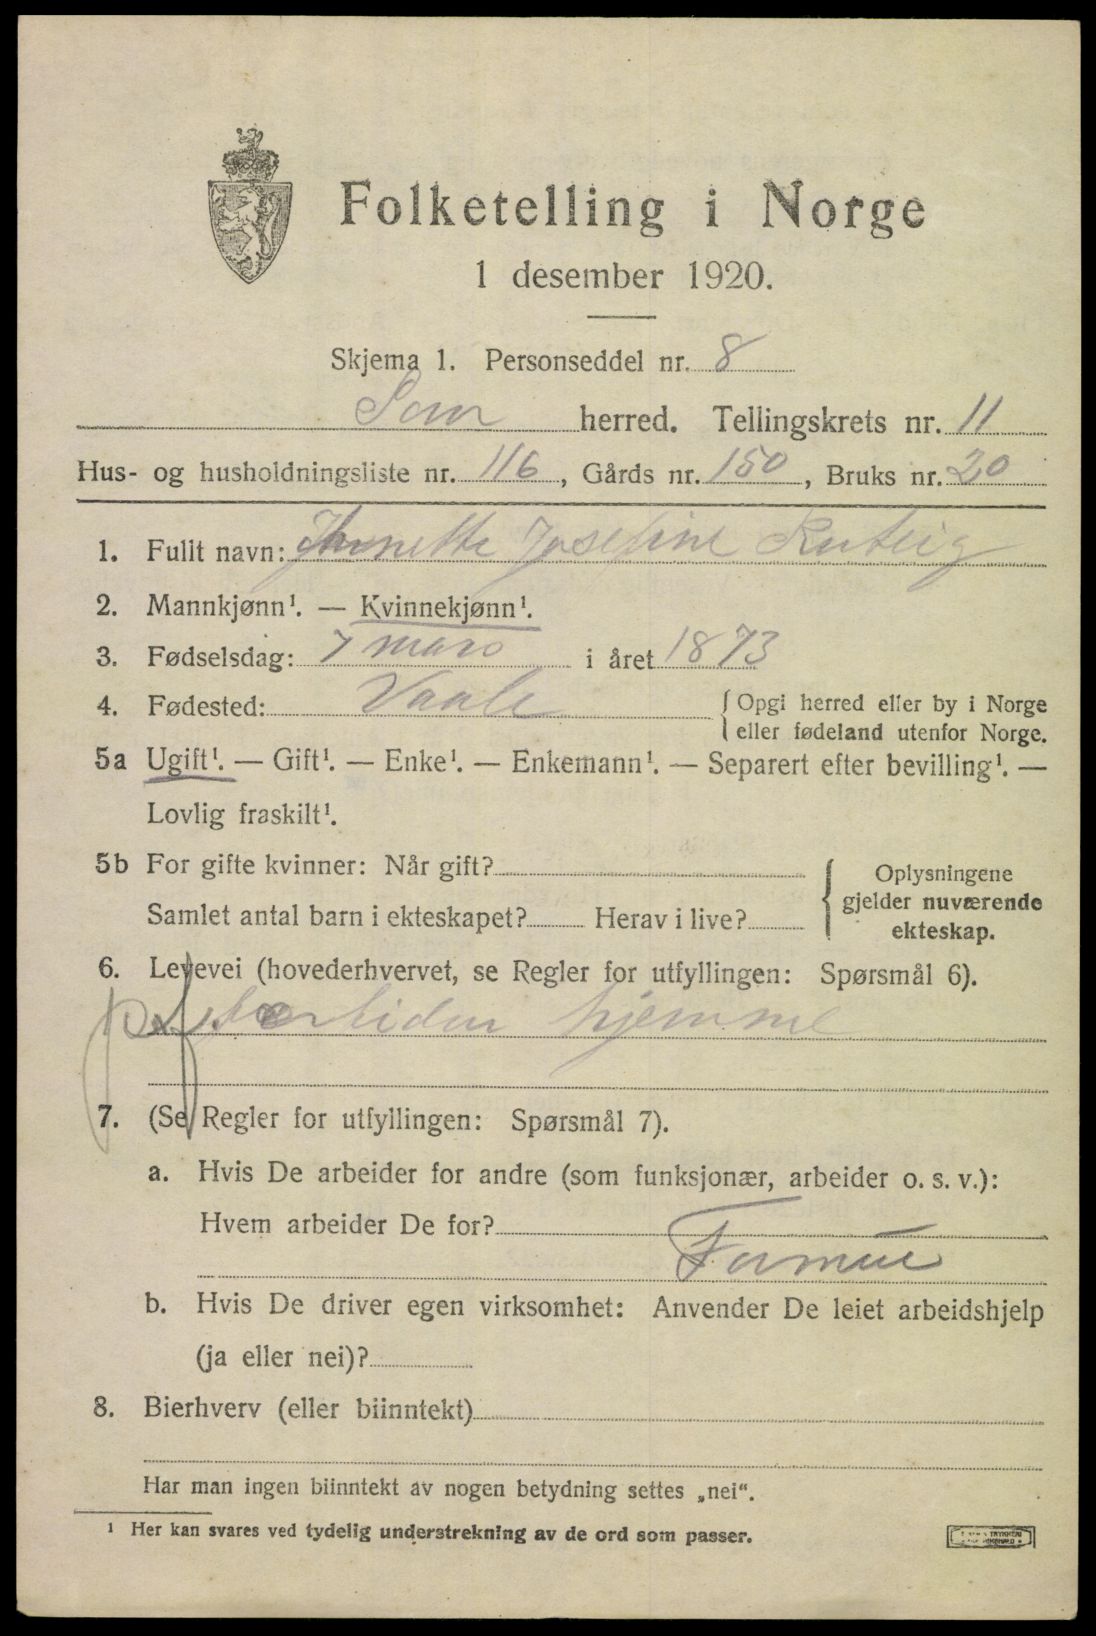 Folketelling i Norge
1 desember 1920.
Skjema 1. Personseddel nr. 8
Sem herred. Tellingskrets nr. 11
Hus- og husholdningsliste nr. 116, Gårds nr. 150, Bruks nr. 20
1. Fullt navn: Josefine
2. Mannkjønn¹. — Kvinnekjønn¹.
3. Fødselsdag: 7 mars i året 1873
4. Fødested: Vaale { Opgi herred eller by i Norge
eller fødeland utenfor Norge.
5a Ugift¹. — Gift¹. — Enke¹. — Enkemann¹. — Separert efter bevilling¹. —
Lovlig fraskilt¹.
5b For gifte kvinner: Når gift?
Samlet antal barn i ekteskapet? Herav i live?
{ Oplysningene
gjelder nuværende
ekteskap.
6. Levevei (hovederhvervet, se Regler for utfyllingen: Spørsmål 6).
hjemme
7. (Se Regler for utfyllingen: Spørsmål 7).
a. Hvis De arbeider for andre (som funksjonær, arbeider o. s. v.):
Hvem arbeider De for?
Formue
b. Hvis De driver egen virksomhet: Anvender De leiet arbeidshjelp
(ja eller nei)?
8. Bierhverv (eller biinntekt)
Har man ingen biinntekt av nogen betydning settes „nei“.
¹ Her kan svares ved tydelig understrekning av de ord som passer.